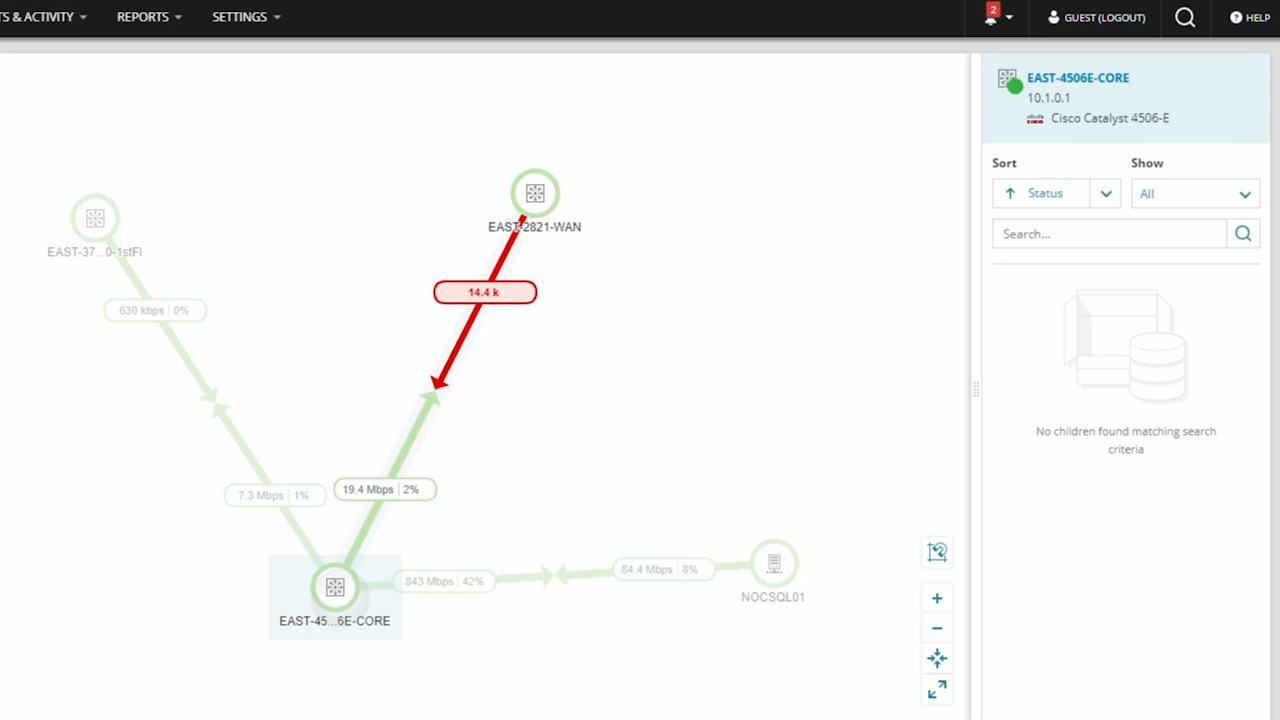 TS & ACTIVITY
REPORTS
SETTINGS
2
GUEST (LOGOUT)
HELP
EAST-4506E-CORE
10.1.0.1
CISCO
Cisco Catalyst 4506-E
Sort
Show
Status
All
Search...
No children found matching search
criteria
EAST-2821-WAN
EAST-37...0-1stFl
14.4 k
630 kbps | 0%
19.4 Mbps | 2%
7.3 Mbps | 1%
84.4 Mbps | 8%
843 Mbps | 42%
NOCSQL01
EAST-45...6E-CORE